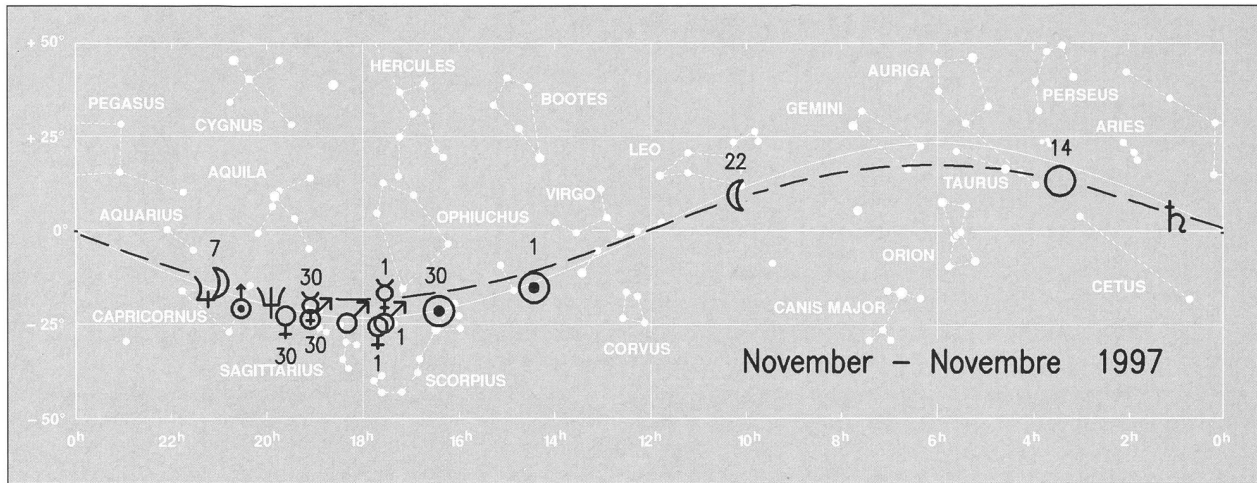 + 50°
HERCULES
AURIGA
PEGASUS
BOOTES
GEMINI
PERSEUS
CYGNUS
ARIES
+ 25°
LEO
22
14
AQUILA
TAURUS
VIRGO
AQUARIUS
OPHIUCHUS
0°
7
30
1
30
1
ORION
CETUS
CAPRICORNUS
CANIS MAJOR
− 25°
30
30
1
1
CORVUS
SAGITTARIUS
SCORPIUS
November – Novembre 1997
− 50°
0h 22h 20h 18h 16h 14h 12h 10h 8h 6h 4h 2h 0h